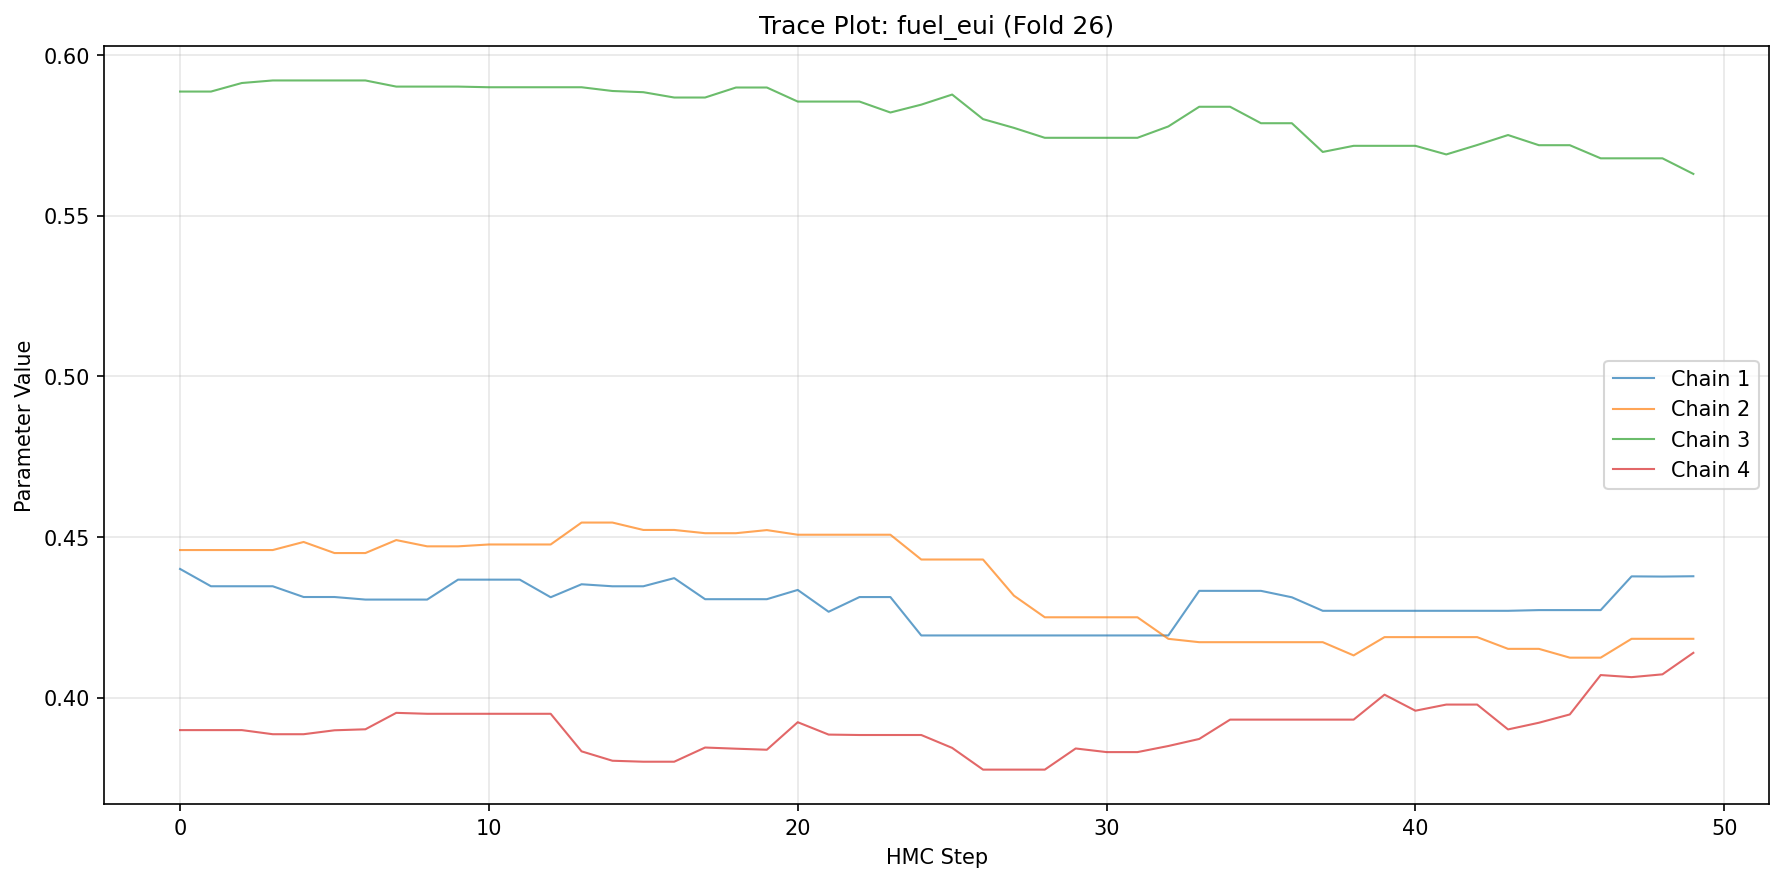 Trace Plot: fuel_eui (Fold 26)
Parameter Value
0.60
0.55
0.50
0.45
0.40
Chain 1
Chain 2
Chain 3
Chain 4
0 10 20 30 40 50
HMC Step